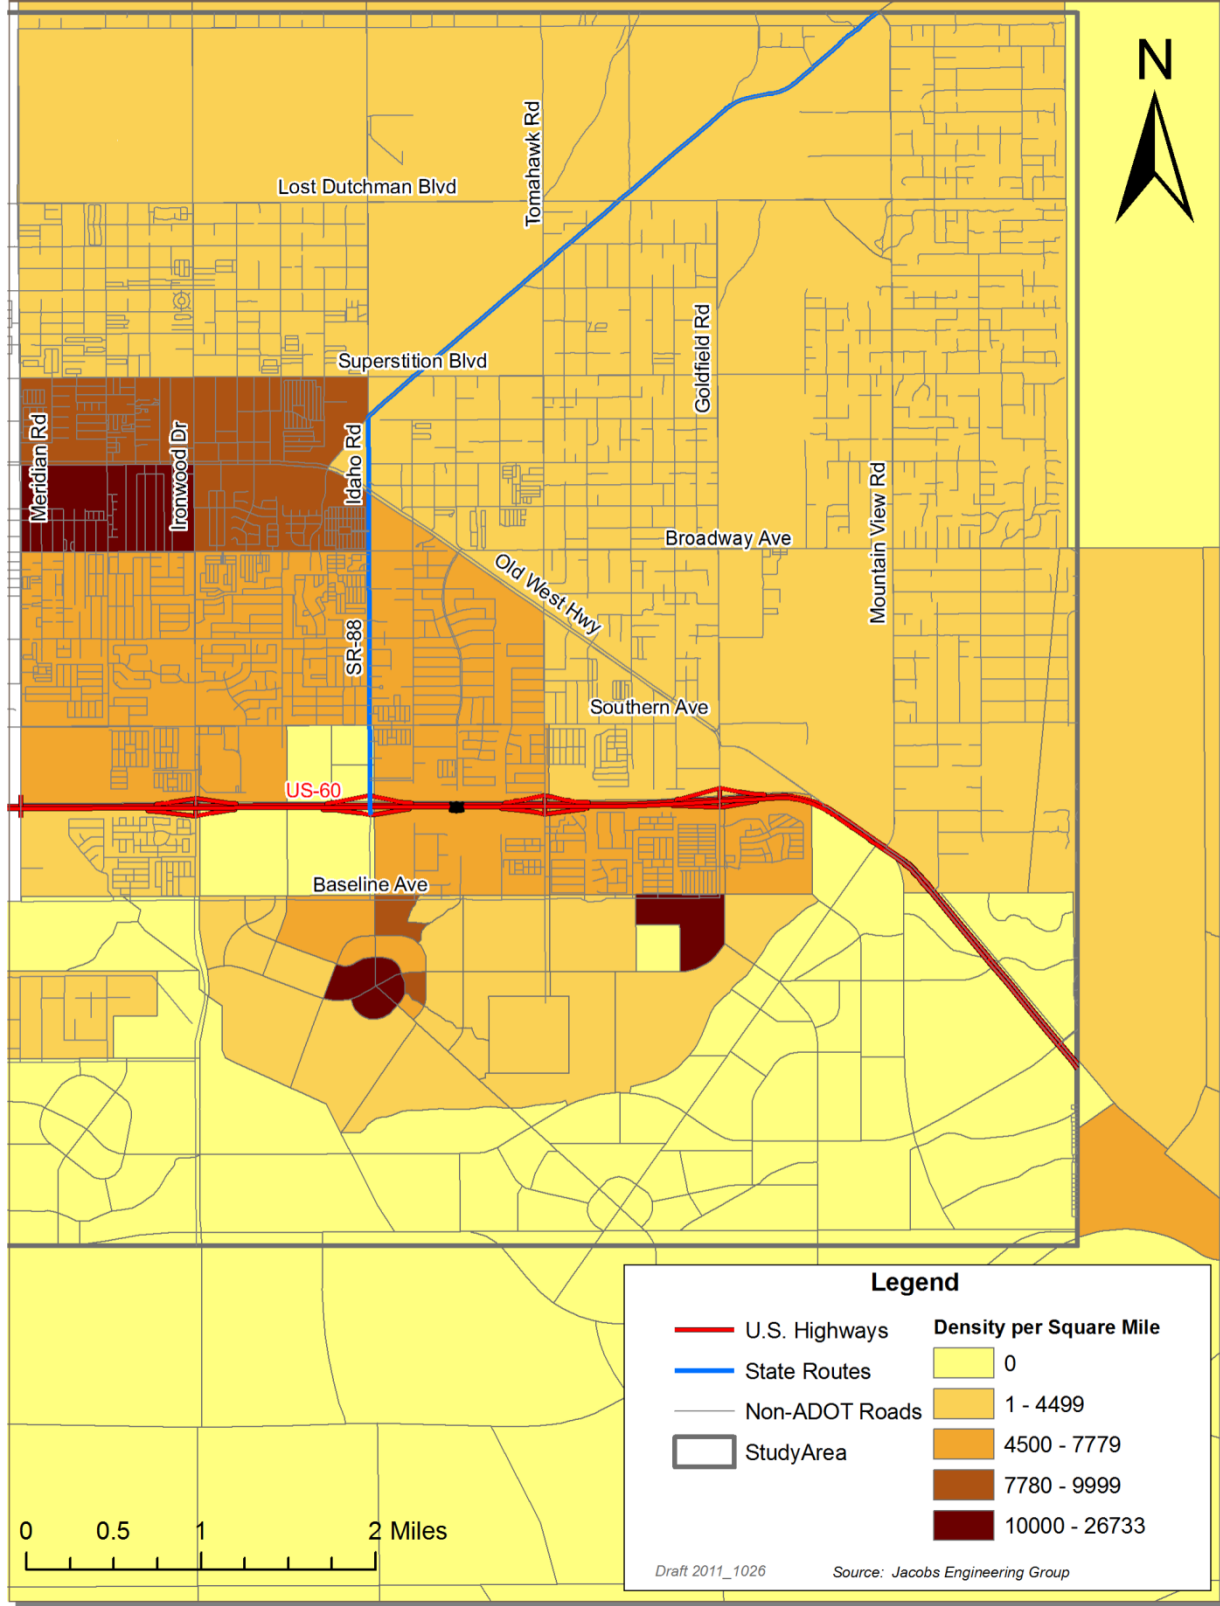 N
Tomahawk Rd
Lost Dutchman Blvd
Goldfield Rd
Superstition Blvd
Meridian Rd
Ironwood Dr
Idaho Rd
Mountain View Rd
Broadway Ave
Old West Hwy
SR-88
Southern Ave
US-60
Baseline Ave
Legend
U.S. Highways
State Routes
Non-ADOT Roads
StudyArea
Density per Square Mile
0
1 - 4499
4500 - 7779
7780 - 9999
10000 - 26733
0 0.5 1 2 Miles
Draft 2011_1026
Source: Jacobs Engineering Group